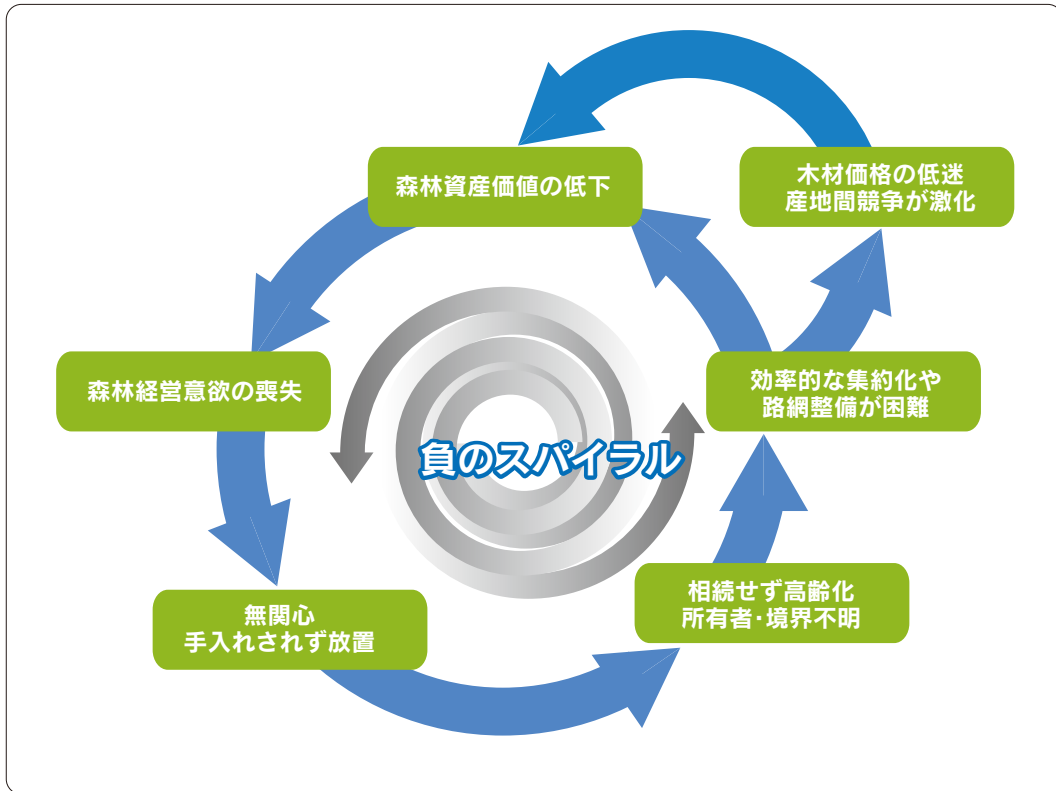 森林資産価値の低下
木材価格の低迷
産地間競争が激化
森林経営意欲の喪失
効率的な集約化や
路網整備が困難
負のスパイラル
無関心
手入れされず放置
相続せず高齢化
所有者・境界不明